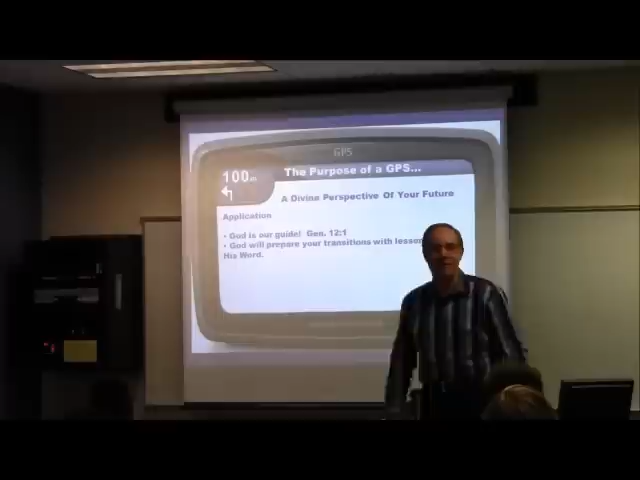 GPS
100m
The Purpose of a GPS...
A Divine Perspective Of Your Future
Application
• God is our guide! Gen. 12:1
• God will prepare your transitions with
His Word.